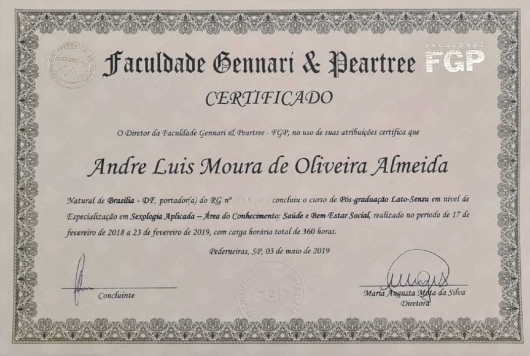 Faculdade Gennari & Peartree
FACULDADE
FGP
CERTIFICADO
O Diretor da Faculdade Gennari & Peartree - FGP, no uso de suas atribuições certifica que
Andre Luis Moura de Oliveira Almeida
Natural de Brasília - DF, portador(a) do RG nº concluiu o curso de Pós-graduação Lato-Sensu em nível de
Especialização em Sexologia Aplicada - Área do Conhecimento: Saúde e Bem Estar Social, realizado no período de 17 de
fevereiro de 2018 a 23 de fevereiro de 2019, com carga horária total de 360 horas.
Pederneiras, SP, 03 de maio de 2019
Concluinte
Maria Augusta Mota da Silva
Diretora
FGP